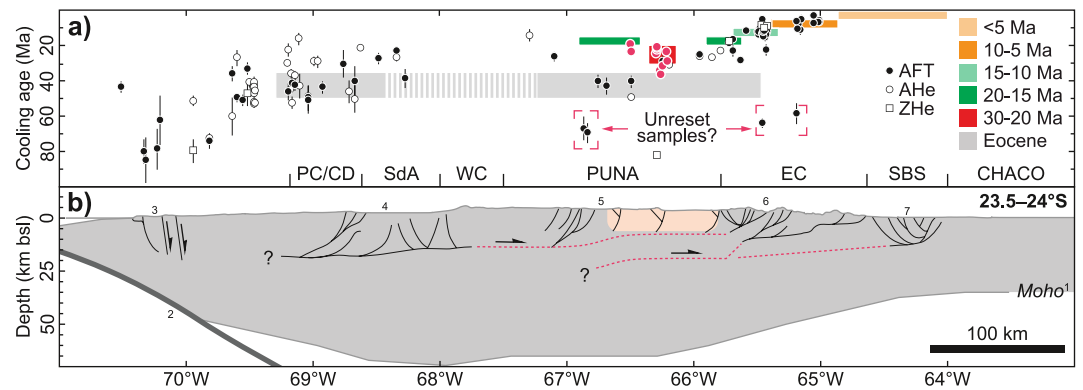 a)
Cooling age (Ma)
20
40
60
80
<5 Ma
10-5 Ma
15-10 Ma
20-15 Ma
30-20 Ma
Eocene
AFT
AHe
ZHe
Unreset
samples?
PC/CD
SdA
WC
PUNA
EC
SBS
CHACO
b)
23.5–24°S
Depth (km bsl)
0
25
50
3
4
5
6
7
?
?
2
Moho¹
100 km
70°W
69°W
68°W
67°W
66°W
65°W
64°W